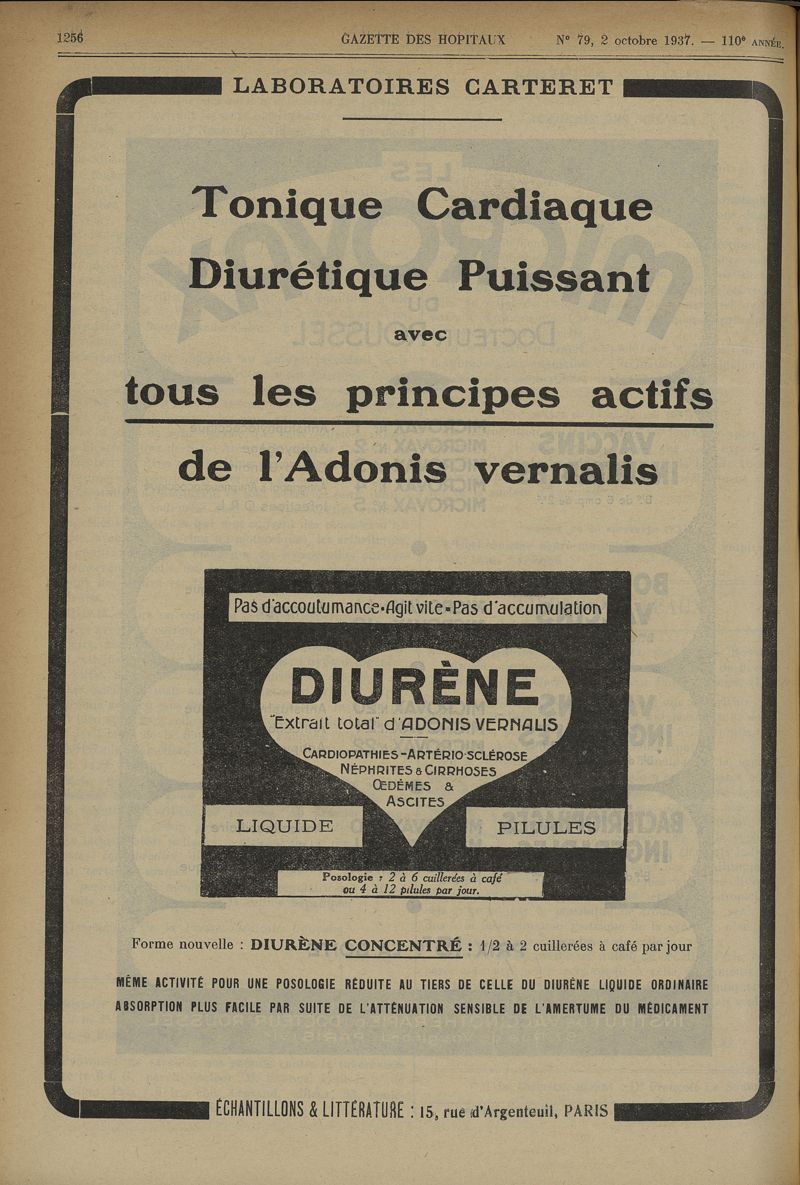 1256
GAZETTE DES HOPITAUX
N° 79, 2 octobre 1937. — 110e ANNÉE.
LABORATOIRES CARTERET
Tonique Cardiaque
Diurétique Puissant
avec
tous les principes actifs
de l'Adonis vernalis
Pas d'accoutumance-Agit vite-Pas d'accumulation
DIURÈNE
"Extrait total" d'ADONIS VERNALIS
CARDIOPATHIES-ARTÉRIO-SCLÉROSE
NÉPHRITES & CIRRHOSES
ŒDÈMES &
ASCITES
LIQUIDE
PILULES
Posologie : 2 à 6 cuillerées à café
ou 4 à 12 pilules par jour.
Forme nouvelle : DIURÈNE CONCENTRÉ : 1/2 à 2 cuillerées à café par jour
MÊME ACTIVITÉ POUR UNE POSOLOGIE RÉDUITE AU TIERS DE CELLE DU DIURÈNE LIQUIDE ORDINAIRE
ABSORPTION PLUS FACILE PAR SUITE DE L'ATTÉNUATION SENSIBLE DE L'AMERTUME DU MÉDICAMENT
ÉCHANTILLONS & LITTÉRATURE : 15, rue d'Argenteuil, PARIS